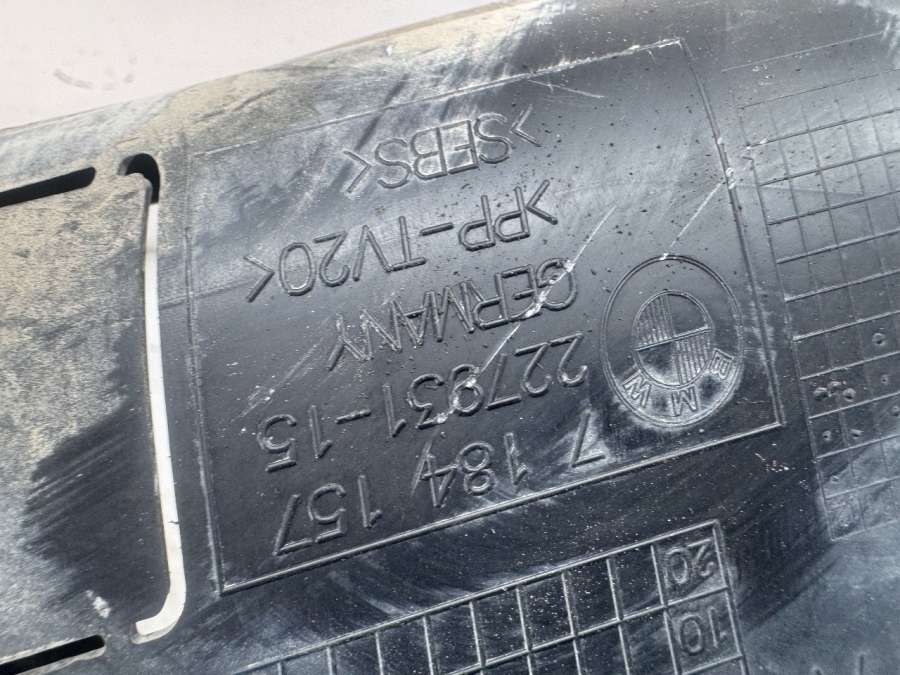 10
20
BMW
7 184 157
227931-15
GERMANY
>PP-TV20<
>SEBS<